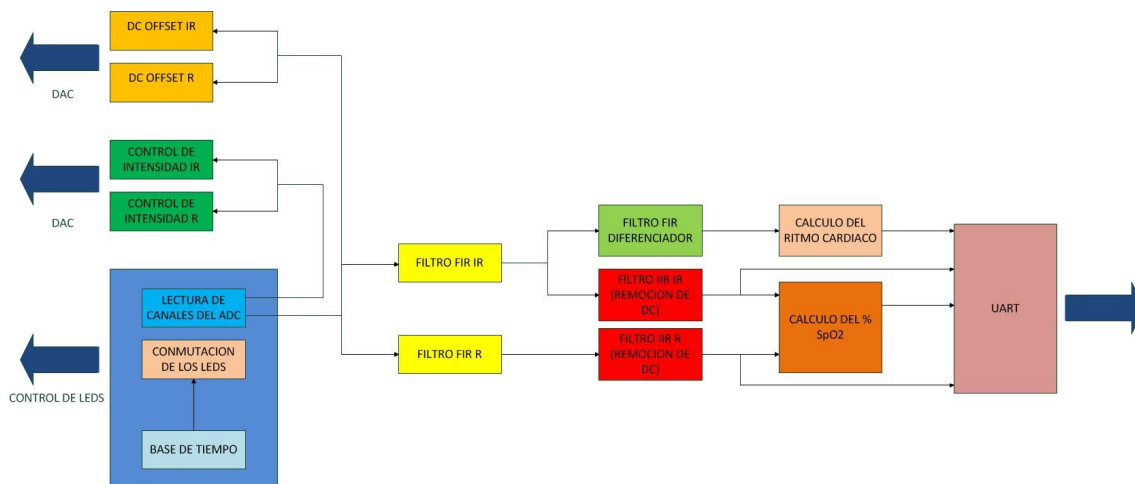 DC OFFSET IR
DC OFFSET R
DAC
CONTROL DE
INTENSIDAD IR
CONTROL DE
INTENSIDAD R
DAC
LECTURA DE
CANALES DEL ADC
CONMUTACION
DE LOS LEDS
BASE DE TIEMPO
CONTROL DE LEDS
FILTRO FIR IR
FILTRO FIR R
FILTRO FIR
DIFERENCIADOR
FILTRO IIR IR
(REMOCION DE
DC)
FILTRO IIR R
(REMOCION DE
DC)
CALCULO DEL
RITMO CARDIACO
CALCULO DEL %
SpO2
UART